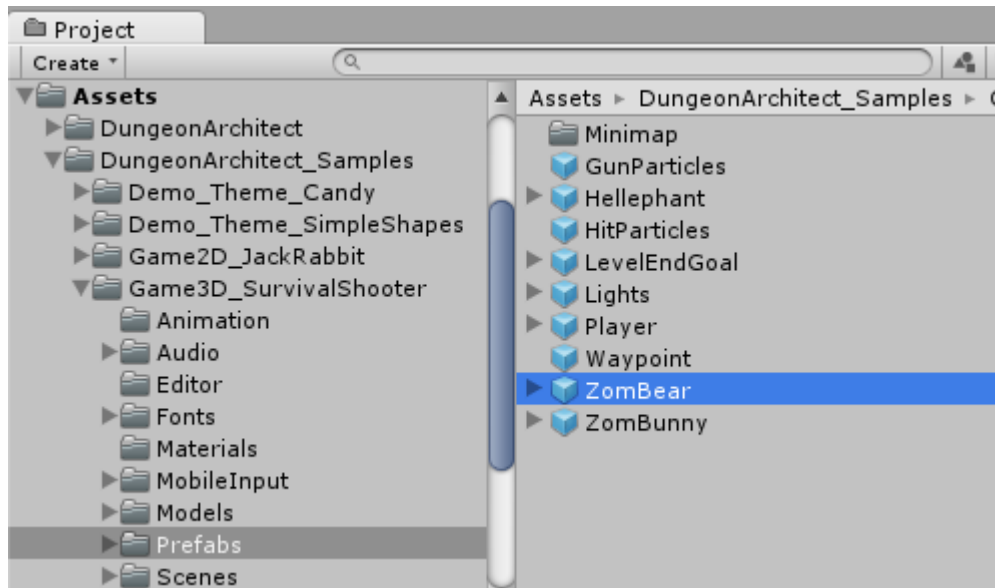 Project
Create
Assets
DungeonArchitect
DungeonArchitect_Samples
Demo_Theme_Candy
Demo_Theme_SimpleShapes
Game2D_JackRabbit
Game3D_SurvivalShooter
Animation
Audio
Editor
Fonts
Materials
MobileInput
Models
Prefabs
Scenes
Assets ▸ DungeonArchitect_Samples ▸
Minimap
GunParticles
Hellephant
HitParticles
LevelEndGoal
Lights
Player
Waypoint
ZomBear
ZomBunny